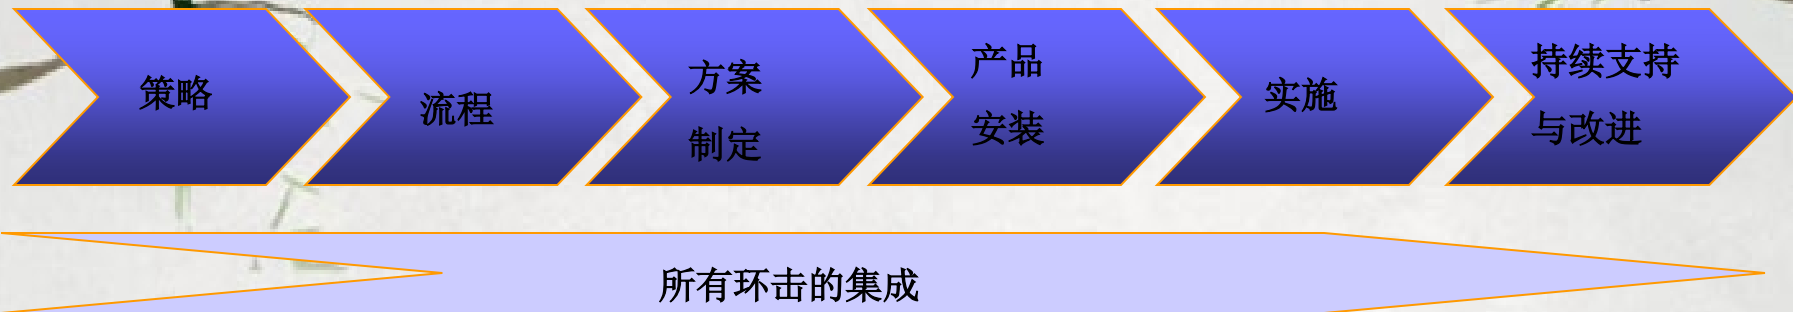 策略
流程
方案
制定
产品
安装
实施
持续支持
与改进
所有环击的集成